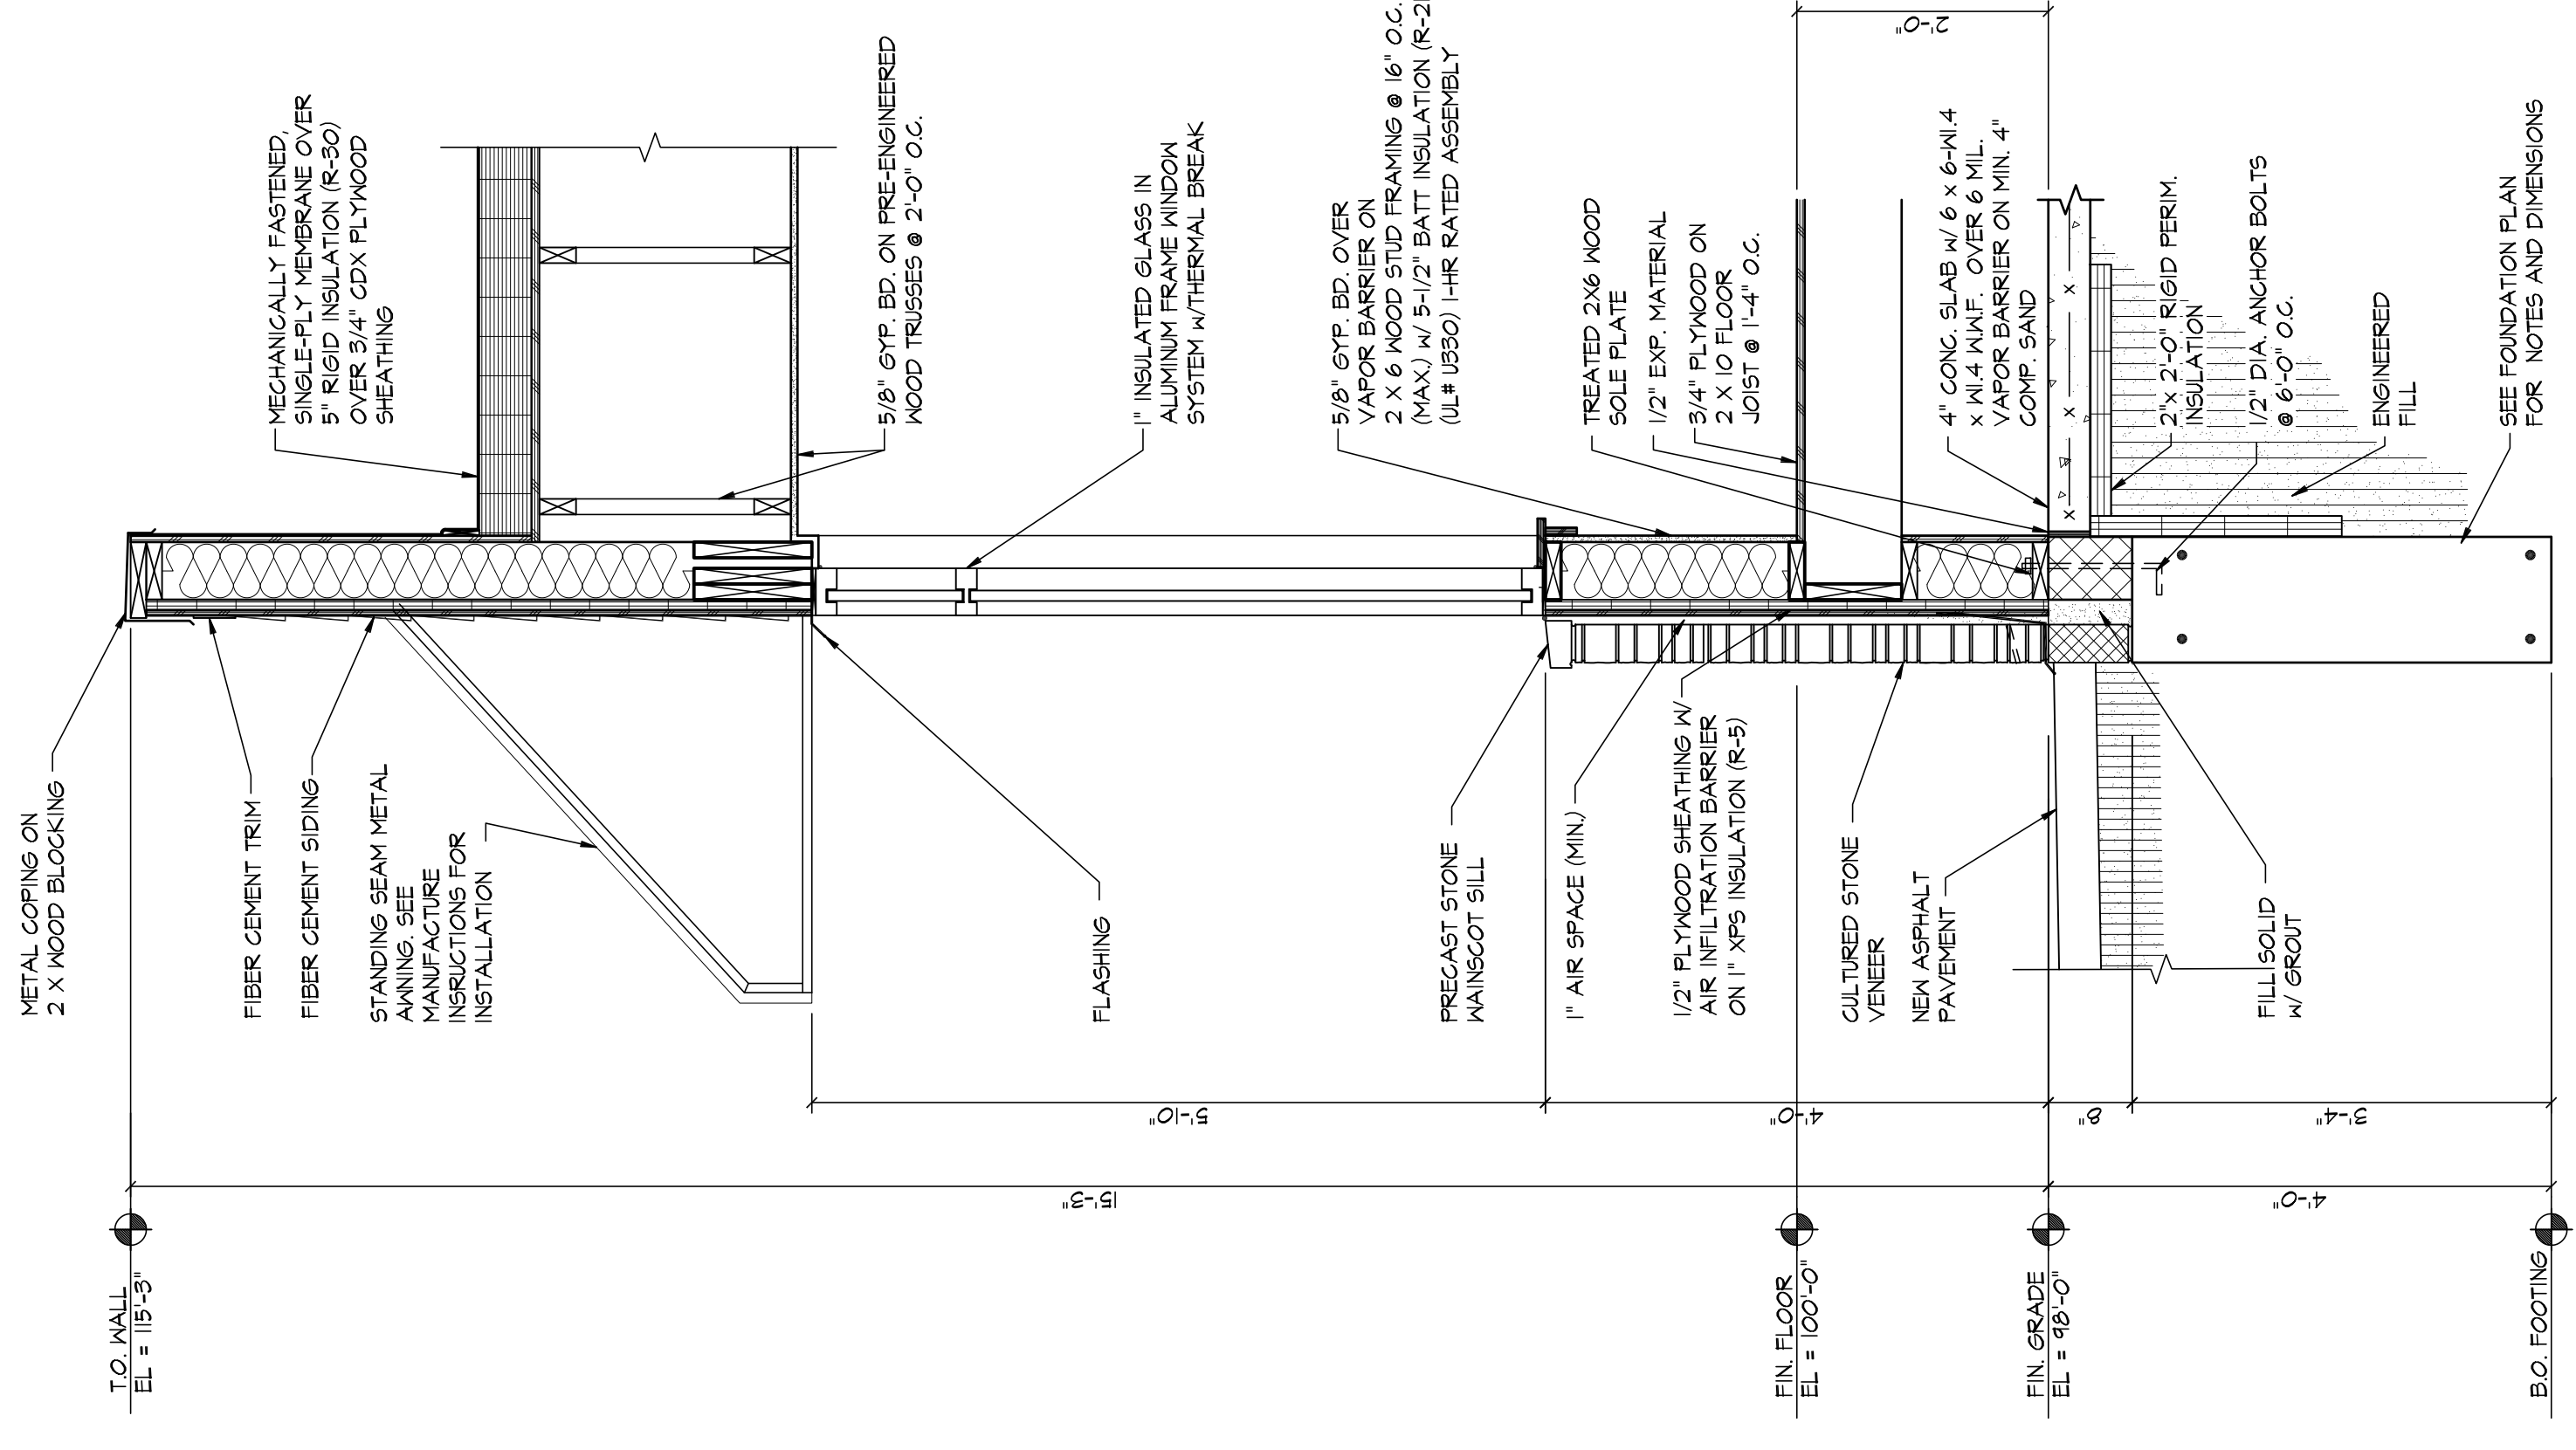 METAL COPING ON
2 X WOOD BLOCKING
FIBER CEMENT TRIM
FIBER CEMENT SIDING
STANDING SEAM METAL
AWNING. SEE
MANUFACTURE
INSRUCTIONS FOR
INSTALLATION
FLASHING
PRECAST STONE
WAINSCOT SILL
1" AIR SPACE (MIN.)
1/2" PLYWOOD SHEATHING W/
AIR INFILTRATION BARRIER
ON 1" XPS INSULATION (R-5)
CULTURED STONE
VENEER
NEW ASPHALT
PAVEMENT
FILL SOLID
W/ GROUT
MECHANICALLY FASTENED,
SINGLE-PLY MEMBRANE OVER
5" RIGID INSULATION (R-30)
OVER 3/4" CDX PLYWOOD
SHEATHING
5/8" GYP. BD. ON PRE-ENGINEERED
WOOD TRUSSES @ 2'-0" O.C.
1" INSULATED GLASS IN
ALUMINUM FRAME WINDOW
SYSTEM W/THERMAL BREAK
5/8" GYP. BD. OVER
VAPOR BARRIER ON
2 X 6 WOOD STUD FRAMING @ 16" O.C.
(MAX.) W/ 5-1/2" BATT INSULATION
(UL# U330) 1-HR RATED ASSEMBLY
TREATED 2X6 WOOD
SOLE PLATE
1/2" EXP. MATERIAL
3/4" PLYWOOD ON
2 X 10 FLOOR
JOIST @ 1'-4" O.C.
4" CONC. SLAB W/ 6 X 6-W1.4
X W1.4 W.W.F. OVER 6 MIL.
VAPOR BARRIER ON MIN. 4"
COMP. SAND
2"x 2'-0" RIGID PERIM.
INSULATION
1/2" DIA. ANCHOR BOLTS
@ 6'-0" O.C.
ENGINEERED
FILL
SEE FOUNDATION PLAN
FOR NOTES AND DIMENSIONS
2'-0"
5'-10"
4'-0"
8"
3'-4"
15'-3"
4'-0"
T.O. WALL
EL = 115'-3"
FIN. FLOOR
EL = 100'-0"
FIN. GRADE
EL = 98'-0"
B.O. FOOTING